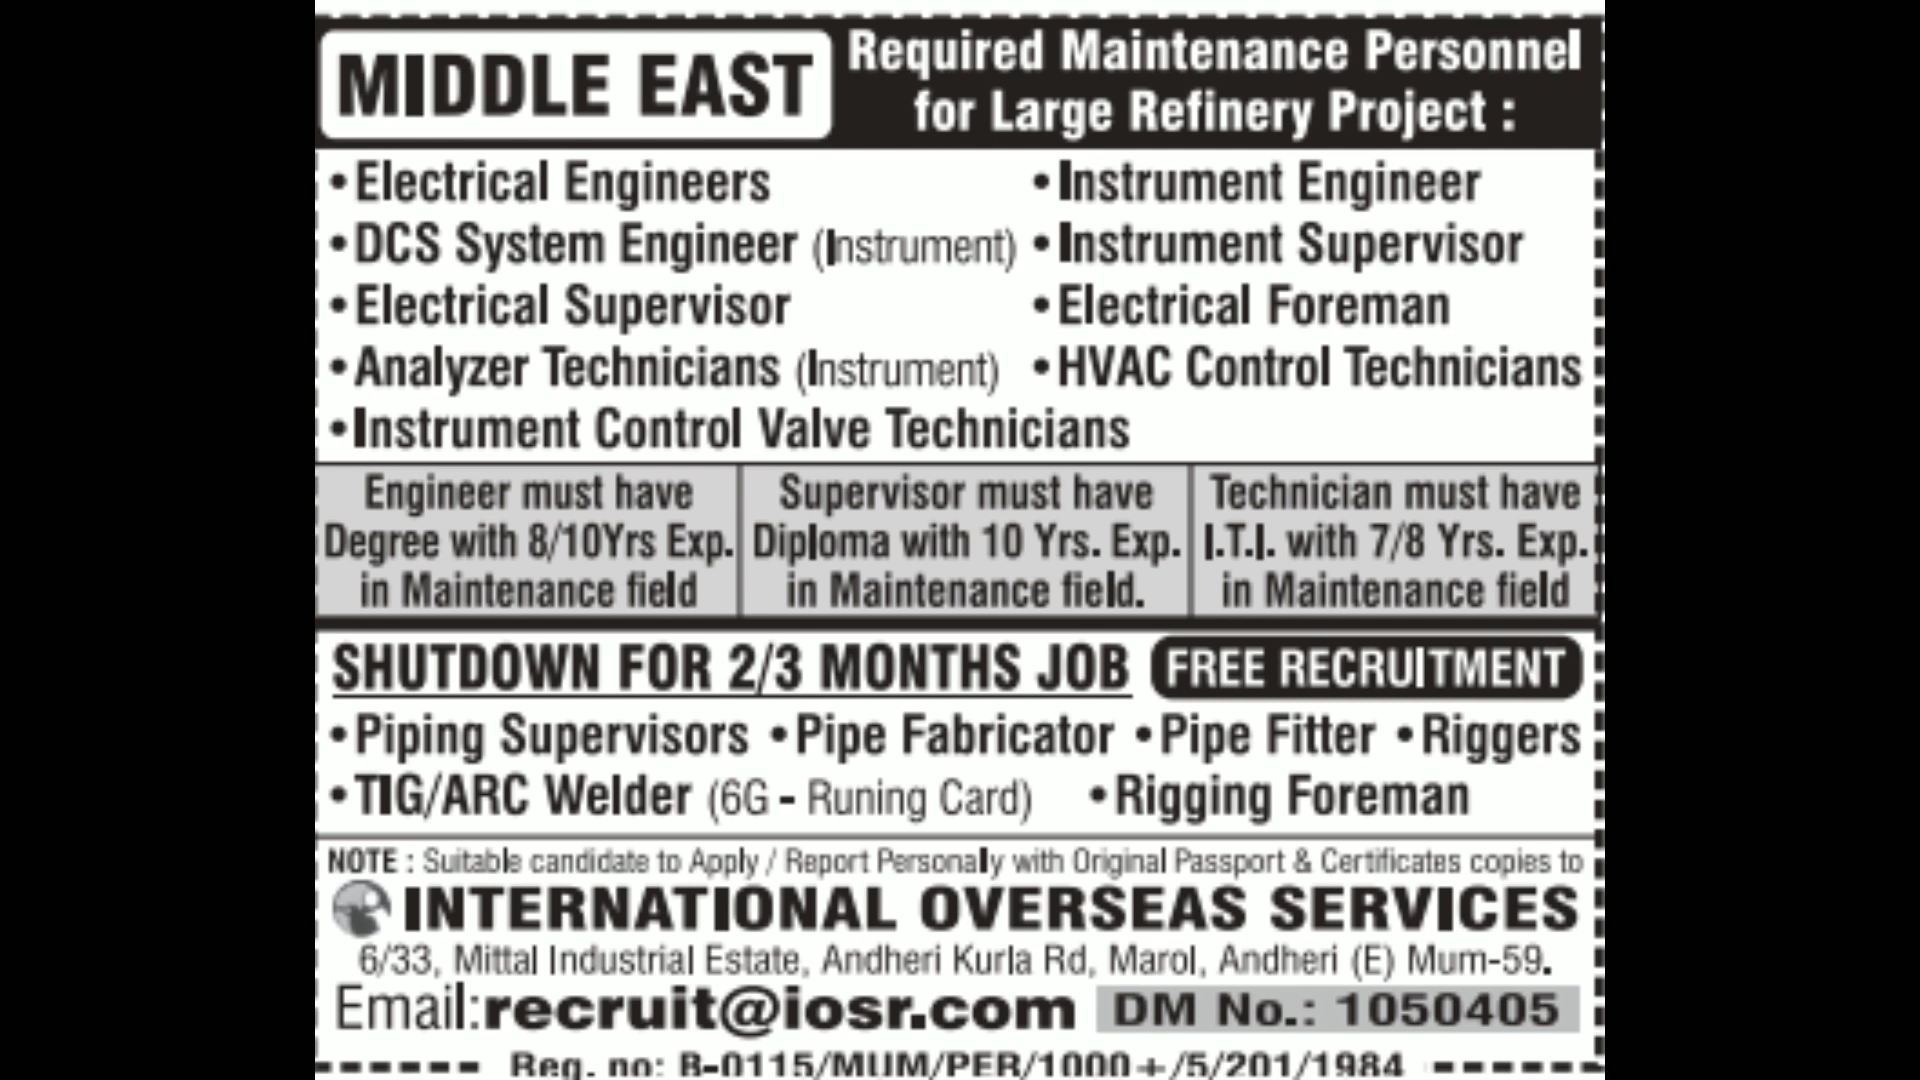 MIDDLE EAST
Required Maintenance Personnel
for Large Refinery Project :
•Electrical Engineers
•Instrument Engineer
•DCS System Engineer (Instrument)
•Instrument Supervisor
•Electrical Supervisor
•Electrical Foreman
•Analyzer Technicians (Instrument)
•HVAC Control Technicians
•Instrument Control Valve Technicians
Engineer must have
Degree with 8/10Yrs Exp.
in Maintenance field
Supervisor must have
Diploma with 10 Yrs. Exp.
in Maintenance field.
Technician must have
I.T.I. with 7/8 Yrs. Exp.
in Maintenance field
SHUTDOWN FOR 2/3 MONTHS JOB
FREE RECRUITMENT
•Piping Supervisors •Pipe Fabricator •Pipe Fitter •Riggers
•TIG/ARC Welder (6G - Runing Card) •Rigging Foreman
NOTE : Suitable candidate to Apply / Report Personally with Original Passport & Certificates copies to
INTERNATIONAL OVERSEAS SERVICES
6/33, Mittal Industrial Estate, Andheri Kurla Rd, Marol, Andheri (E) Mum-59.
Email:recruit@iosr.com DM No.: 1050405
Reg. no: B-0115/MUM/PER/1000+/5/201/1984